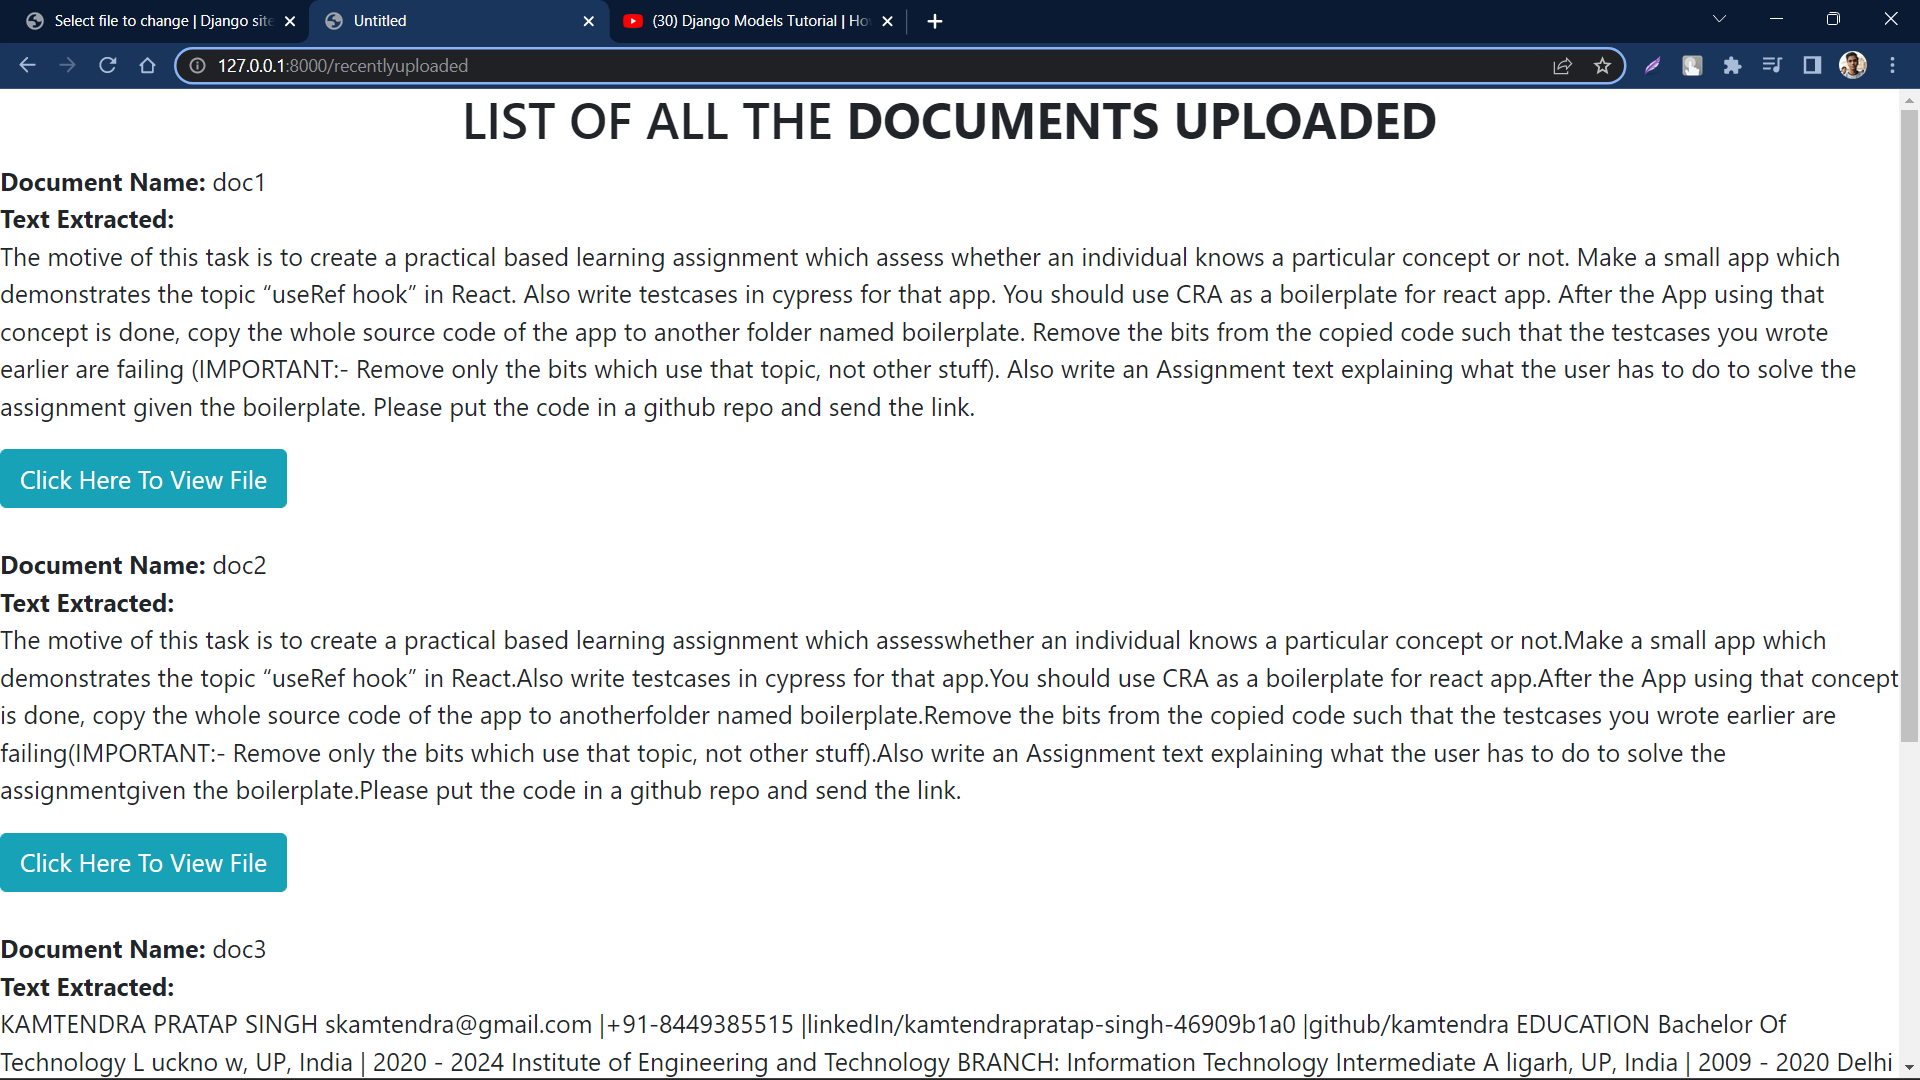 Select file to change | Django site
Untitled
(30) Django Models Tutorial | Ho
127.0.0.1:8000/recentlyuploaded
LIST OF ALL THE DOCUMENTS UPLOADED
Document Name: doc1
Text Extracted:
The motive of this task is to create a practical based learning assignment which assess whether an individual knows a particular concept or not. Make a small app which
demonstrates the topic “useRef hook” in React. Also write testcases in cypress for that app. You should use CRA as a boilerplate for react app. After the App using that
concept is done, copy the whole source code of the app to another folder named boilerplate. Remove the bits from the copied code such that the testcases you wrote
earlier are failing (IMPORTANT:- Remove only the bits which use that topic, not other stuff). Also write an Assignment text explaining what the user has to do to solve the
assignment given the boilerplate. Please put the code in a github repo and send the link.
Click Here To View File
Document Name: doc2
Text Extracted:
The motive of this task is to create a practical based learning assignment which assesswhether an individual knows a particular concept or not.Make a small app which
demonstrates the topic “useRef hook” in React.Also write testcases in cypress for that app.You should use CRA as a boilerplate for react app.After the App using that concept
is done, copy the whole source code of the app to anotherfolder named boilerplate.Remove the bits from the copied code such that the testcases you wrote earlier are
failing(IMPORTANT:- Remove only the bits which use that topic, not other stuff).Also write an Assignment text explaining what the user has to do to solve the
assignmentgiven the boilerplate.Please put the code in a github repo and send the link.
Click Here To View File
Document Name: doc3
Text Extracted:
KAMTENDRA PRATAP SINGH skamtendra@gmail.com |+91-8449385515 |linkedIn/kamtendrapratap-singh-46909b1a0 |github/kamtendra EDUCATION Bachelor Of
Technology L uckno w, UP, India | 2020 - 2024 Institute of Engineering and Technology BRANCH: Information Technology Intermediate A ligarh, UP, India | 2009 - 2020 Delhi